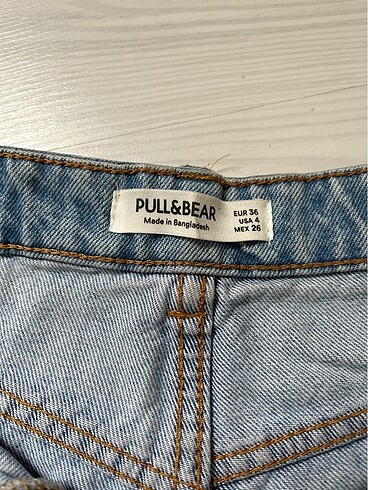 PULL&BEAR
Made in Bangladesh
EUR 36
USA 4
MEX 26